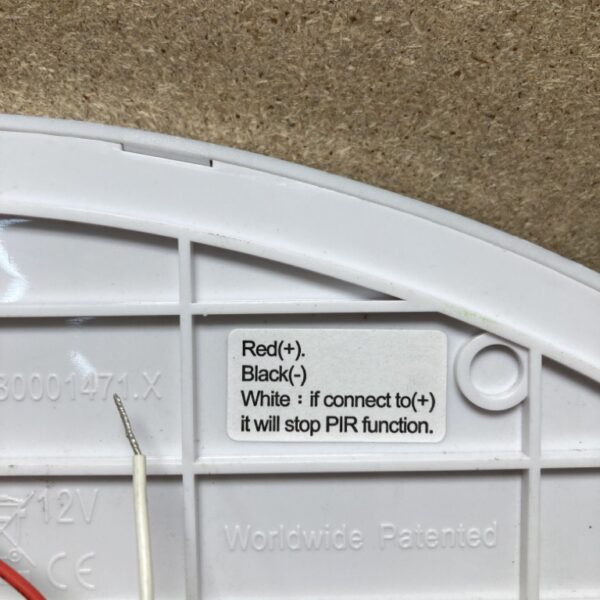 Red(+).
Black(-)
White : if connect to(+)
it will stop PIR function.
30001471.X
12V
CE
Worldwide Patented